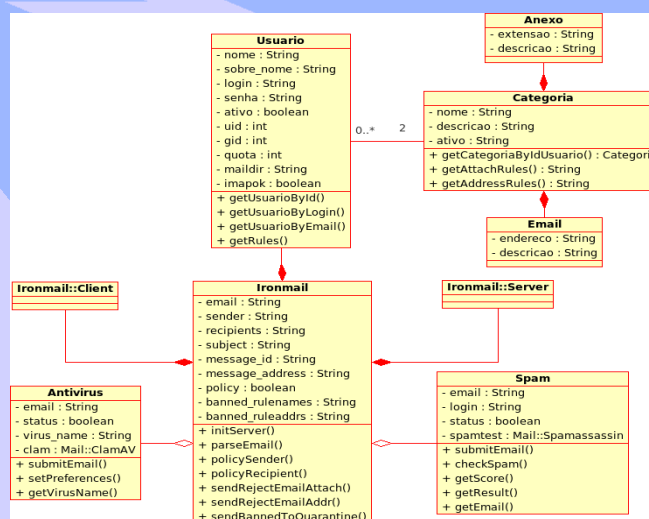 Anexo
- extensao : String
- descricao : String
Usuario
- nome : String
- sobre_nome : String
- login : String
- senha : String
- ativo : boolean
- uid : int
- gid : int
- quota : int
- maildir : String
- imapok : boolean
+ getUsuarioById()
+ getUsuarioByLogin()
+ getUsuarioByEmail()
+ getRules()
0..*
2
Categoria
- nome : String
- descricao : String
- ativo : String
+ getCategoriaByIdUsuario() : Categori
+ getAttachRules() : String
+ getAddressRules() : String
Email
- endereco : String
- descricao : String
Ironmail::Client
Ironmail
- email : String
- sender : String
- recipients : String
- subject : String
- message_id : String
- message_address : String
- policy : boolean
- banned_rulenames : String
- banned_ruleaddrs : String
+ initServer()
+ parseEmail()
+ policySender()
+ policyRecipient()
+ sendRejectEmailAttach()
+ sendRejectEmailAddr()
+ sendBannedToQuarantine()
Ironmail::Server
Antivirus
- email : String
- status : boolean
- virus_name : String
- clam : Mail::ClamAV
+ submitEmail()
+ setPreferences()
+ getVirusName()
Spam
- email : String
- login : String
- status : boolean
- spamtest : Mail::Spamassassin
+ submitEmail()
+ checkSpam()
+ getScore()
+ getResult()
+ getEmail()